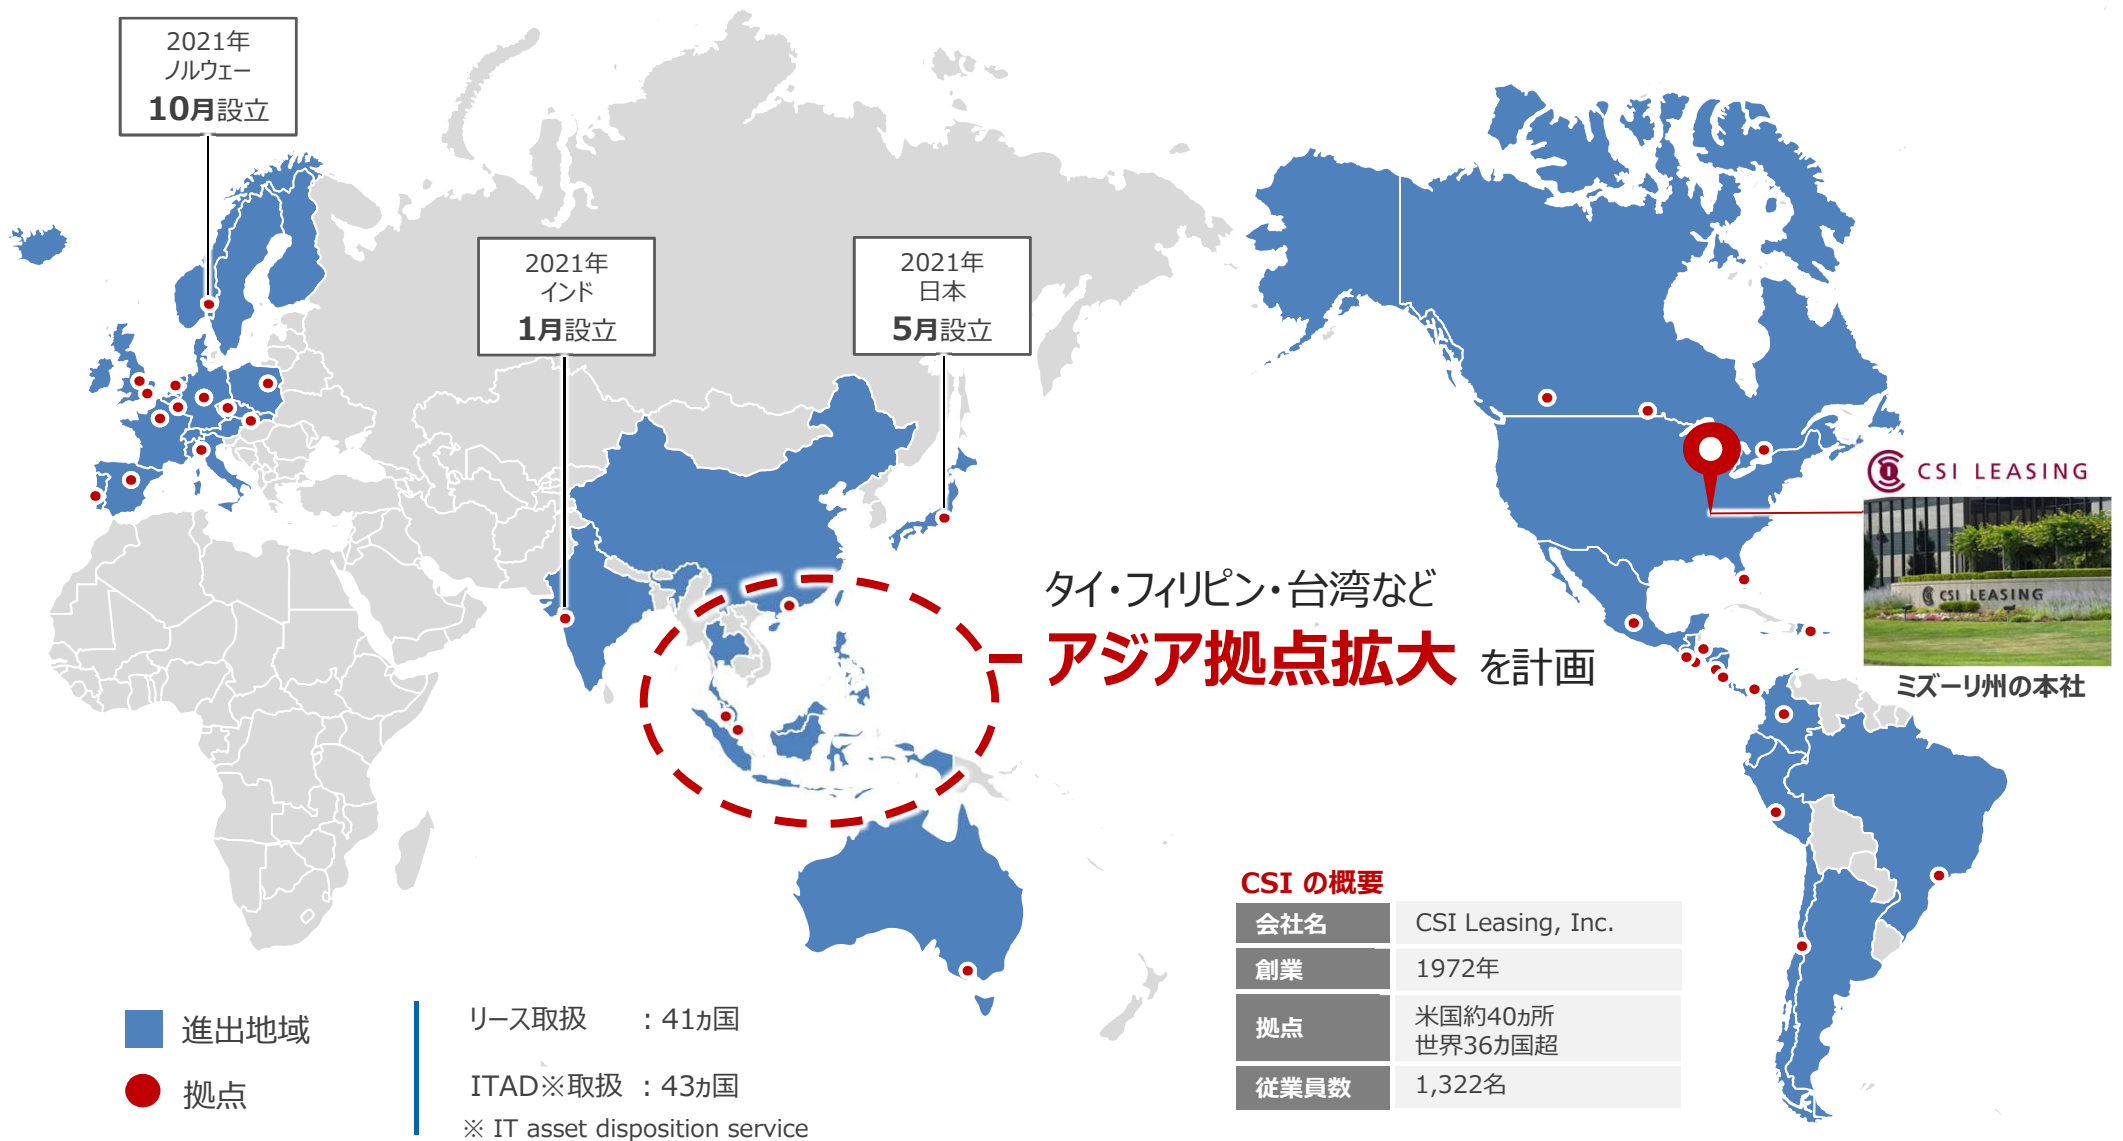 2021年
ノルウェー
10月設立
2021年
インド
1月設立
2021年
日本
5月設立
CSI LEASING
CSI LEASING
ミズーリ州の本社
タイ・フィリピン・台湾など
アジア拠点拡大 を計画
CSI の概要
会社名 CSI Leasing, Inc.
創業 1972年
拠点 米国約40ヵ所
世界36カ国超
従業員数 1,322名
進出地域
拠点
リース取扱 : 41ヵ国
ITAD※取扱 : 43ヵ国
※ IT asset disposition service